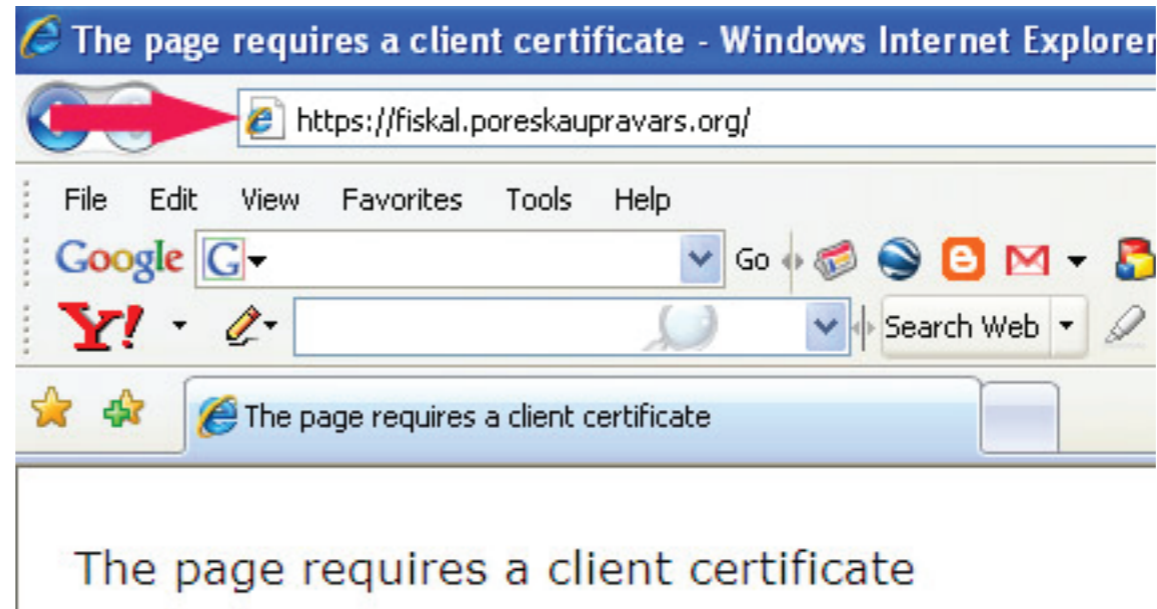 The page requires a client certificate - Windows Internet Explorer
https://fiskal.poreskaupravars.org/
File Edit View Favorites Tools Help
Google G Go
Y! Search Web
The page requires a client certificate
The page requires a client certificate